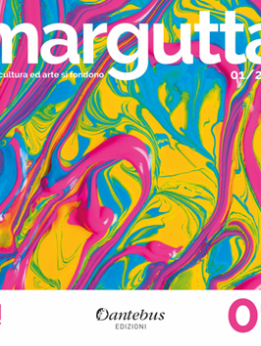 margutta
cultura ed arte si fondono
01/2
0
Dantebus
EDIZIONI